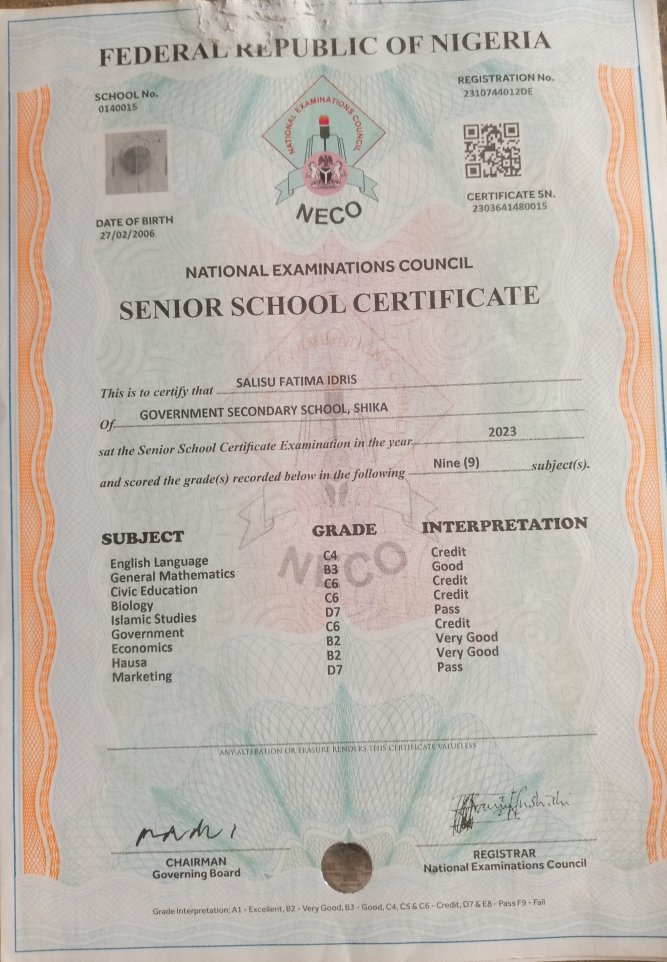 FEDERAL REPUBLIC OF NIGERIA
SCHOOL No.
0140015
REGISTRATION No.
2310744012DE
NATIONAL EXAMINATIONS COUNCIL
NECO
DATE OF BIRTH
27/02/2006
CERTIFICATE SN.
2303641480015
NATIONAL EXAMINATIONS COUNCIL
SENIOR SCHOOL CERTIFICATE
This is to certify that SALISU FATIMA IDRIS
Of GOVERNMENT SECONDARY SCHOOL, SHIKA
sat the Senior School Certificate Examination in the year 2023
and scored the grade(s) recorded below in the following Nine (9) subject(s).
SUBJECT GRADE INTERPRETATION
English Language C4 Credit
General Mathematics B3 Good
Civic Education C6 Credit
Biology C6 Credit
Islamic Studies D7 Pass
Government C6 Credit
Economics B2 Very Good
Hausa B2 Very Good
Marketing D7 Pass
NECO
ANY ALTERATION OR ERASURE RENDERS THIS CERTIFICATE VALUELESS
CHAIRMAN
Governing Board
REGISTRAR
National Examinations Council
Grade Interpretation: A1 - Excellent, B2 - Very Good, B3 - Good, C4, C5 & C6 - Credit, D7 & E8 - Pass F9 - Fail